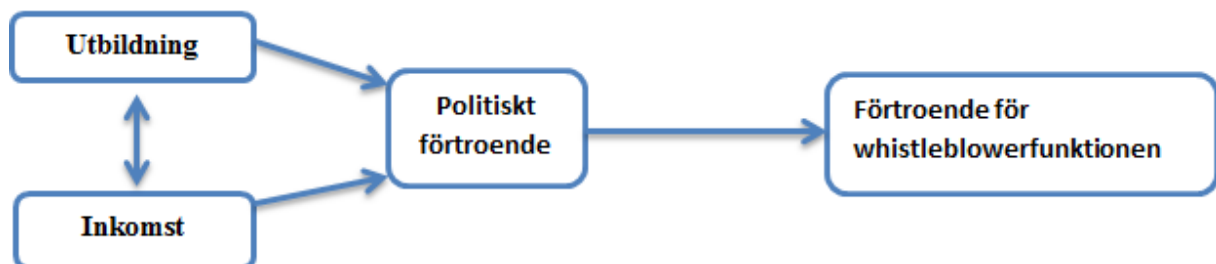 Utbildning
Politiskt
förtroende
Förtroende för
whistleblowerfunktionen
Inkomst